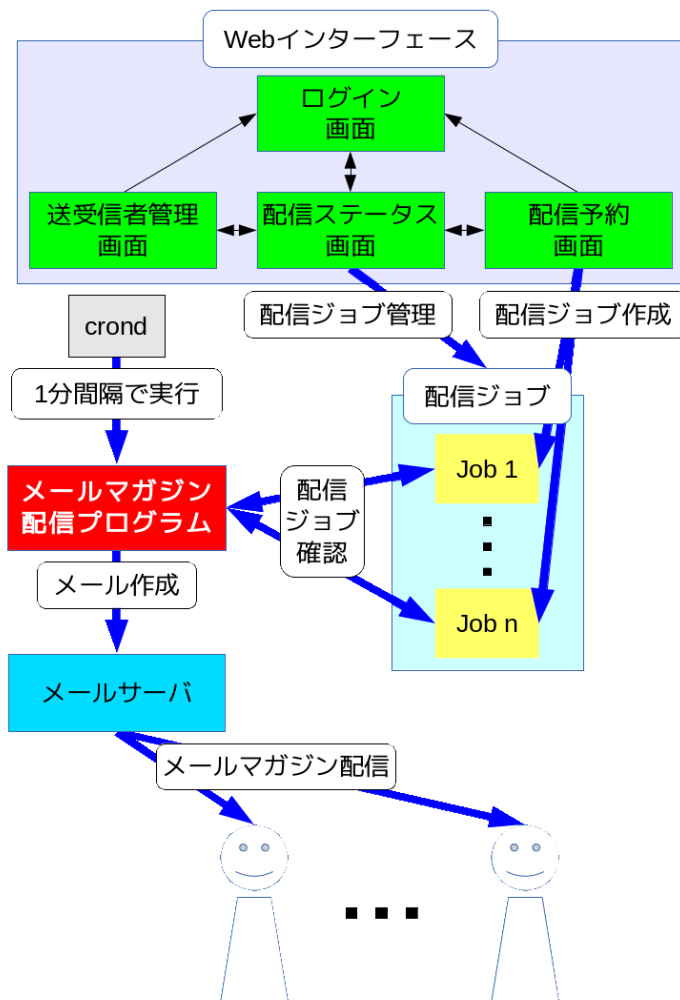 Webインターフェース
ログイン
画面
送受信者管理
画面
配信ステータス
画面
配信予約
画面
配信ジョブ管理
配信ジョブ作成
crond
1分間隔で実行
配信ジョブ
メールマガジン
配信プログラム
配信
ジョブ
確認
Job 1
メール作成
Job n
メールサーバ
メールマガジン配信